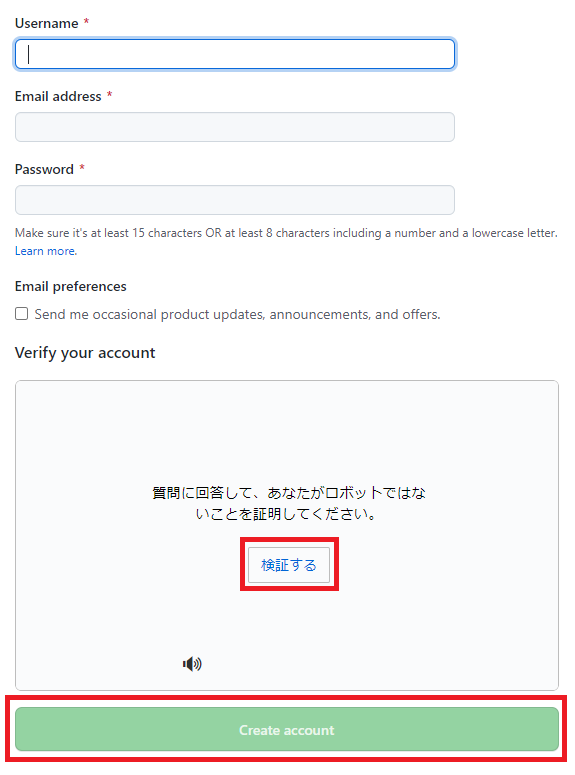 Username *
Email address *
Password *
Make sure it's at least 15 characters OR at least 8 characters including a number and a lowercase letter.
Learn more.
Email preferences
Send me occasional product updates, announcements, and offers.
Verify your account
質問に回答して、あなたがロボットではな
いことを証明してください。
検証する
Create account